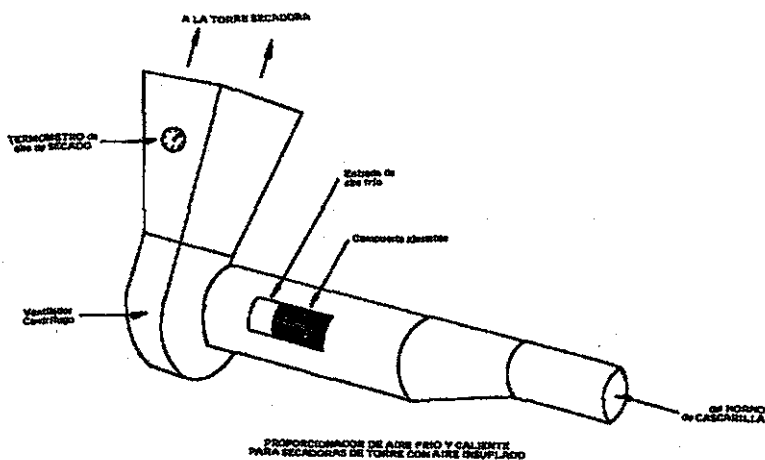 A LA TORRE SECADORA
TERMOMETRO de
aire de SECADO
Entrada de
aire frio
Compuerta ajustable
Ventilador
Centrifugo
del HORNO
de CASCARILLA
PROPORCIONADOR DE AIRE FRIO Y CALIENTE
PARA SECADORAS DE TORRE CON AIRE INSUFLADO